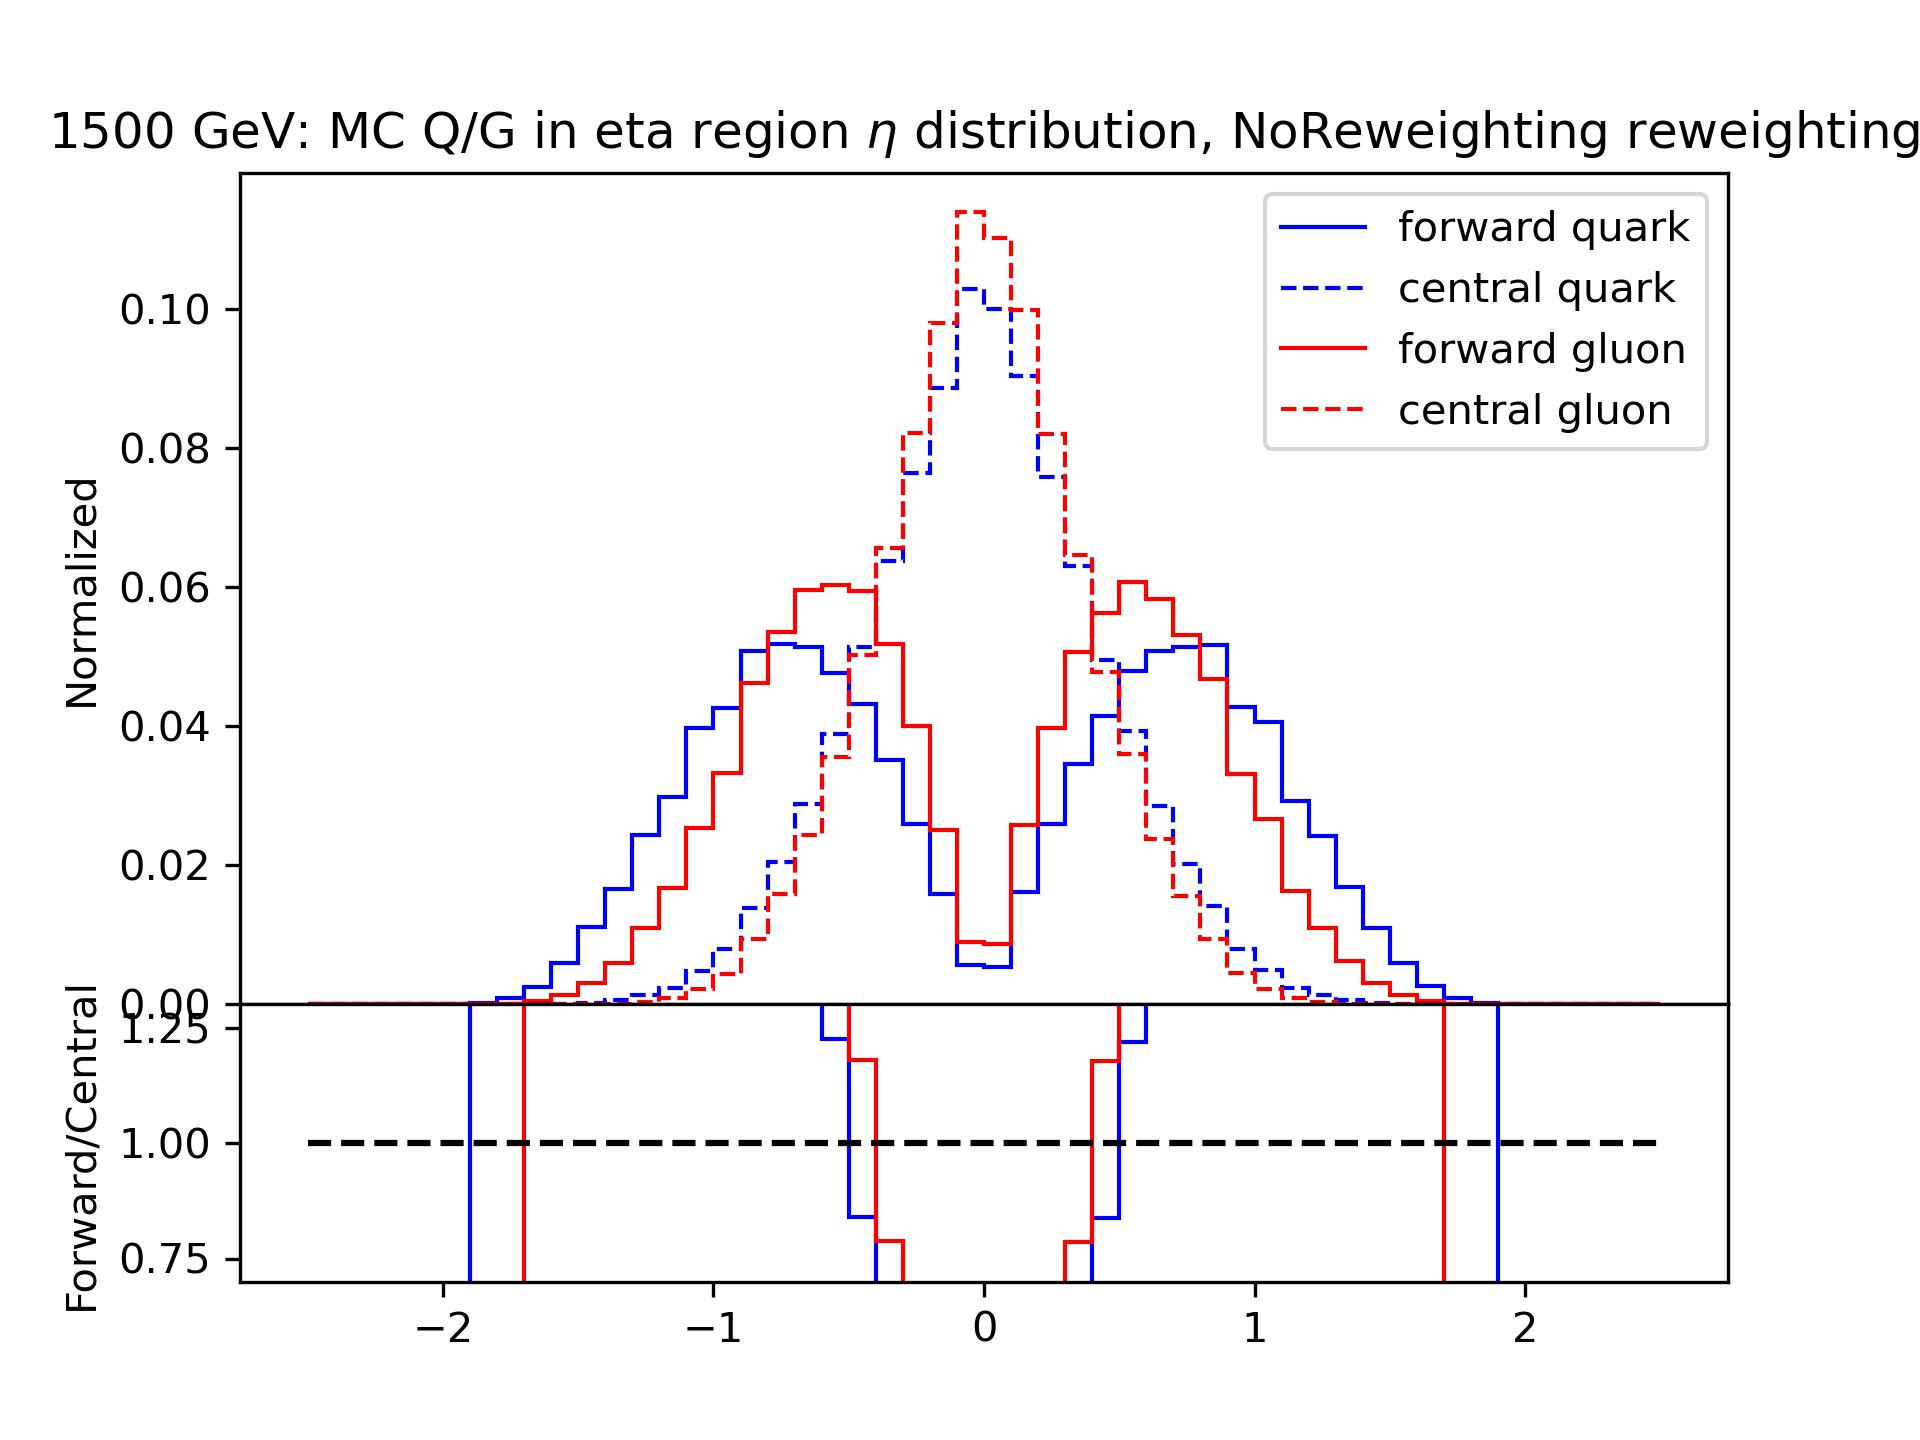 1500 GeV: MC Q/G in eta region η distribution, NoReweighting reweighting
forward quark
central quark
forward gluon
central gluon
Normalized
0.10
0.08
0.06
0.04
0.02
0.00
Forward/Central
1.25
1.00
0.75
−2 −1 0 1 2